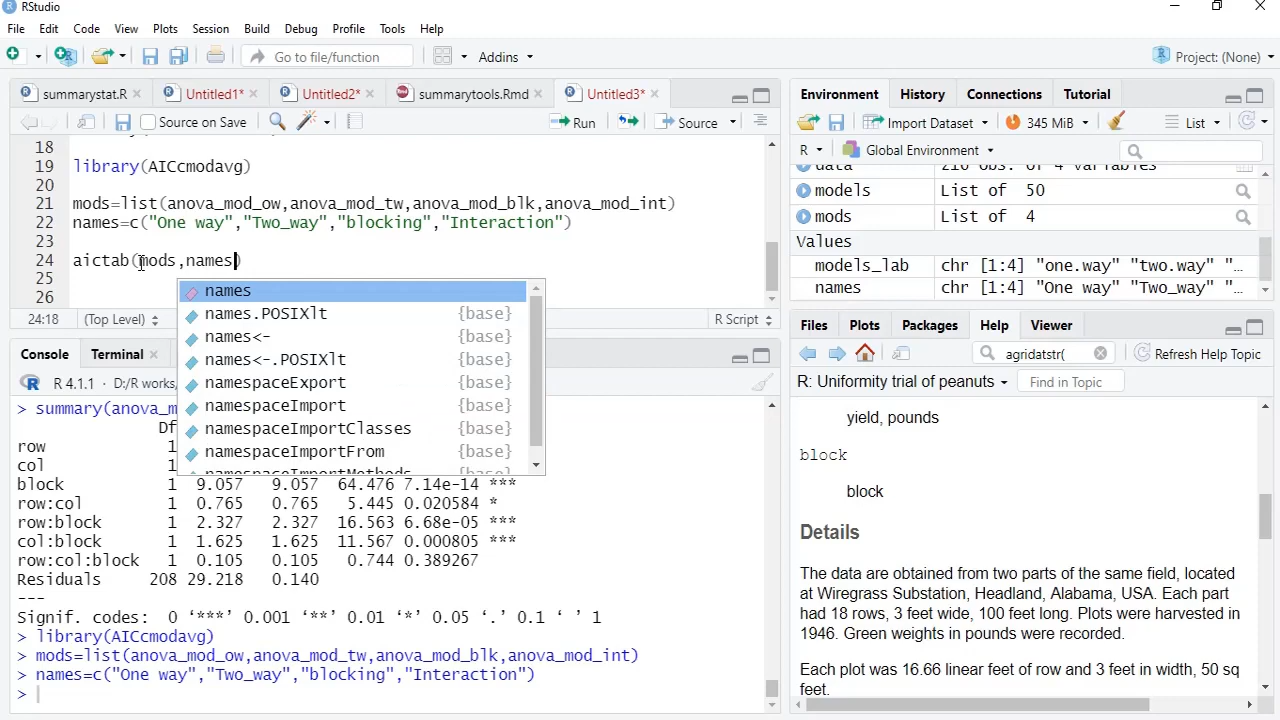 RStudio
File Edit Code View Plots Session Build Debug Profile Tools Help
Go to file/function Addins Project: (None)
summarystat.R Untitled1* Untitled2* summarytools.Rmd Untitled3*
Source on Save Run Source
18
19 library(AICcmodavg)
20
21 mods=list(anova_mod_ow,anova_mod_tw,anova_mod_blk,anova_mod_int)
22 names=c("One way","Two_way","blocking","Interaction")
23
24 aictab(mods,names)
25
26
names
names.POSIXlt {base}
names<-
names<-.POSIXlt {base}
namespaceExport {base}
namespaceImport {base}
namespaceImportClasses {base}
namespaceImportFrom {base}
namespaceImportMethods {base}
24:18 (Top Level) R Script
Console Terminal
R 4.1.1 · D:/R works/
> summary(anova_m
Df
row 1
col 1
block 1 9.057 9.057 64.476 7.14e-14 ***
row:col 1 0.765 0.765 5.445 0.020584 *
row:block 1 2.327 2.327 16.563 6.68e-05 ***
col:block 1 1.625 1.625 11.567 0.000805 ***
row:col:block 1 0.105 0.105 0.744 0.389267
Residuals 208 29.218 0.140
---
Signif. codes: 0 ‘***’ 0.001 ‘**’ 0.01 ‘*’ 0.05 ‘.’ 0.1 ‘ ’ 1
> library(AICcmodavg)
> mods=list(anova_mod_ow,anova_mod_tw,anova_mod_blk,anova_mod_int)
> names=c("One way","Two_way","blocking","Interaction")
>
Environment History Connections Tutorial
Import Dataset 345 MiB List
R Global Environment
data 216 obs. of 4 variables
models List of 50
mods List of 4
Values
models_lab chr [1:4] "one.way" "two.way" "…
names chr [1:4] "One way" "Two_way" "…
Files Plots Packages Help Viewer
agridatstr( Refresh Help Topic
R: Uniformity trial of peanuts Find in Topic
yield, pounds
block
block
Details
The data are obtained from two parts of the same field, located
at Wiregrass Substation, Headland, Alabama, USA. Each part
had 18 rows, 3 feet wide, 100 feet long. Plots were harvested in
1946. Green weights in pounds were recorded.
Each plot was 16.66 linear feet of row and 3 feet in width, 50 sq
feet.